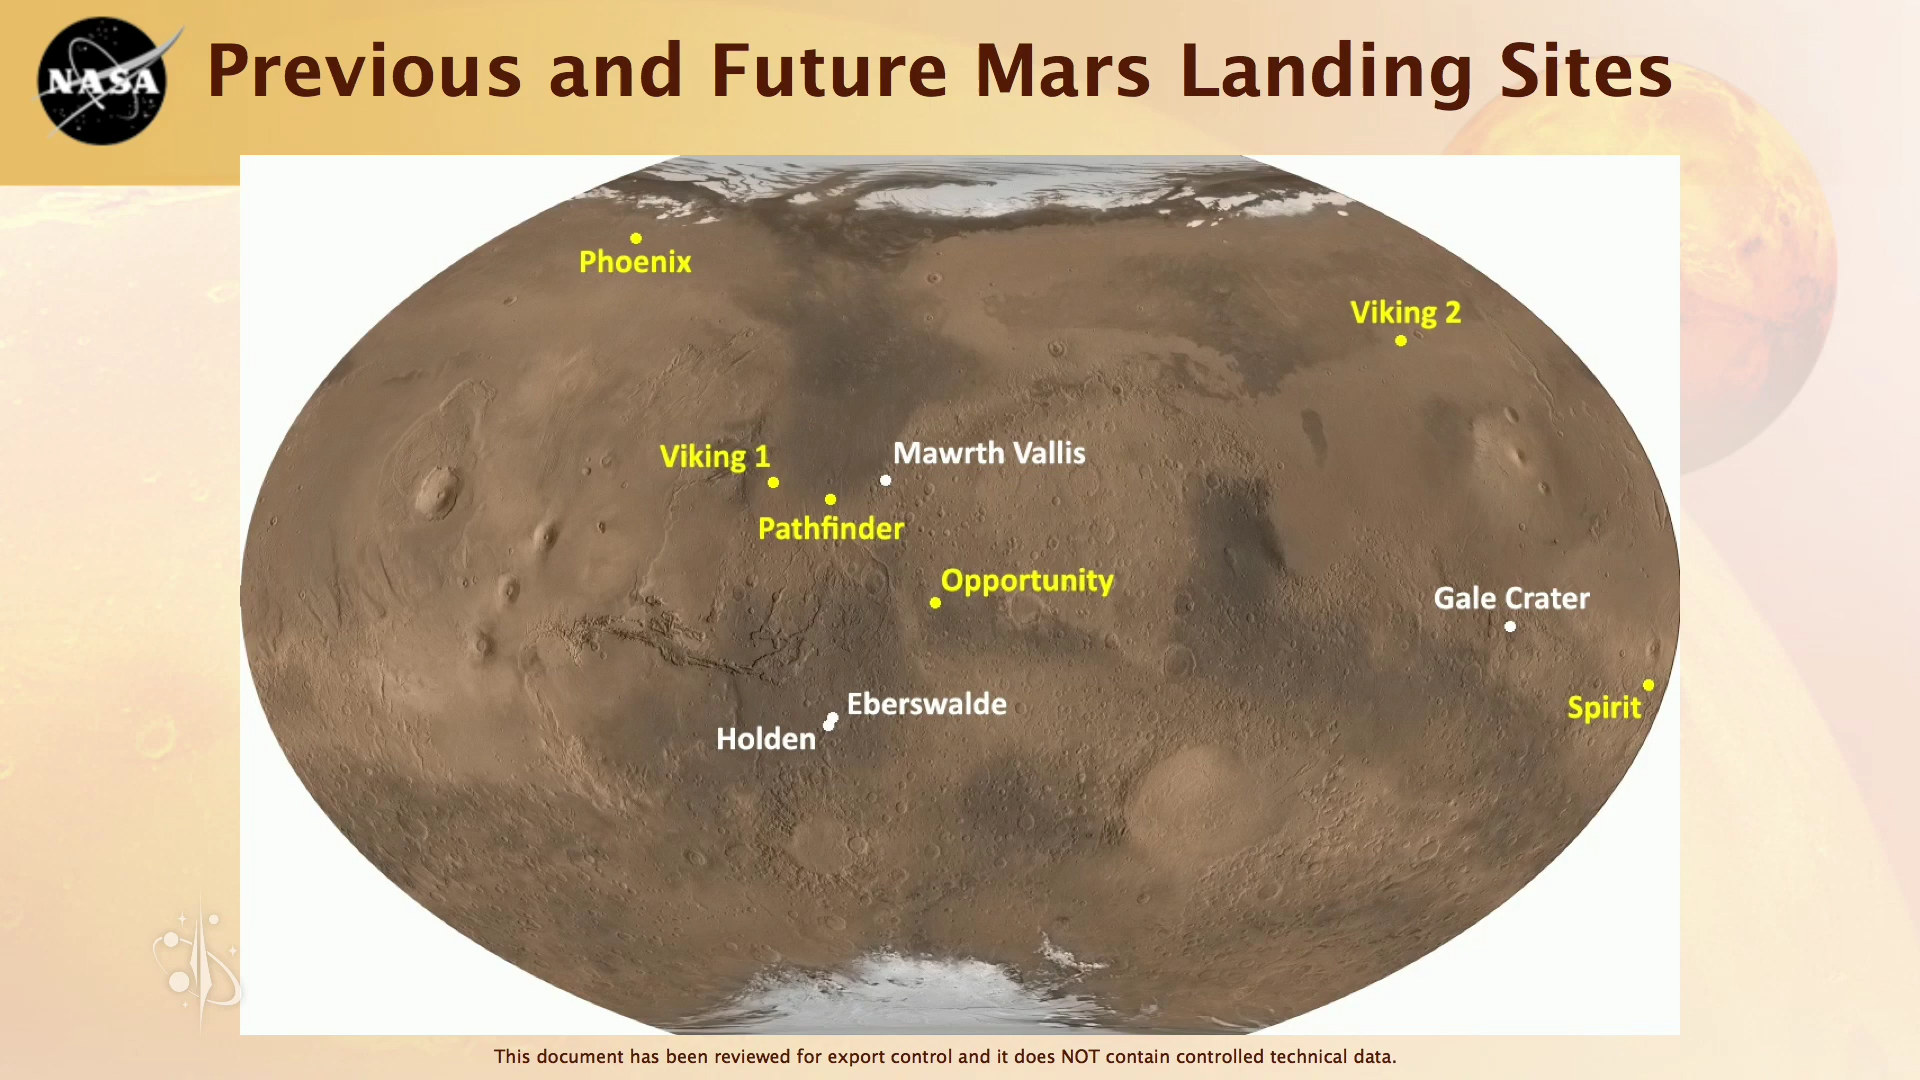 NASA
Previous and Future Mars Landing Sites
Phoenix
Viking 2
Viking 1
Mawrth Vallis
Pathfinder
Opportunity
Gale Crater
Eberswalde
Spirit
Holden
This document has been reviewed for export control and it does NOT contain controlled technical data.